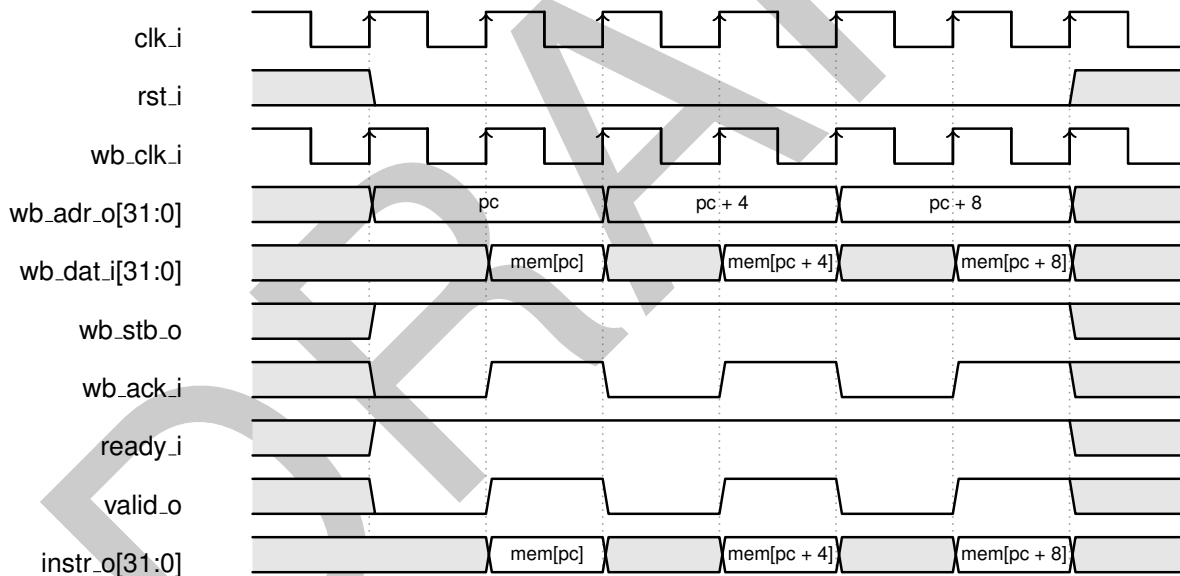 clk_i
rst_i
wb_clk_i
wb_adr_o[31:0] pc pc + 4 pc + 8
wb_dat_i[31:0] mem[pc] mem[pc + 4] mem[pc + 8]
wb_stb_o
wb_ack_i
ready_i
valid_o
instr_o[31:0] mem[pc] mem[pc + 4] mem[pc + 8]